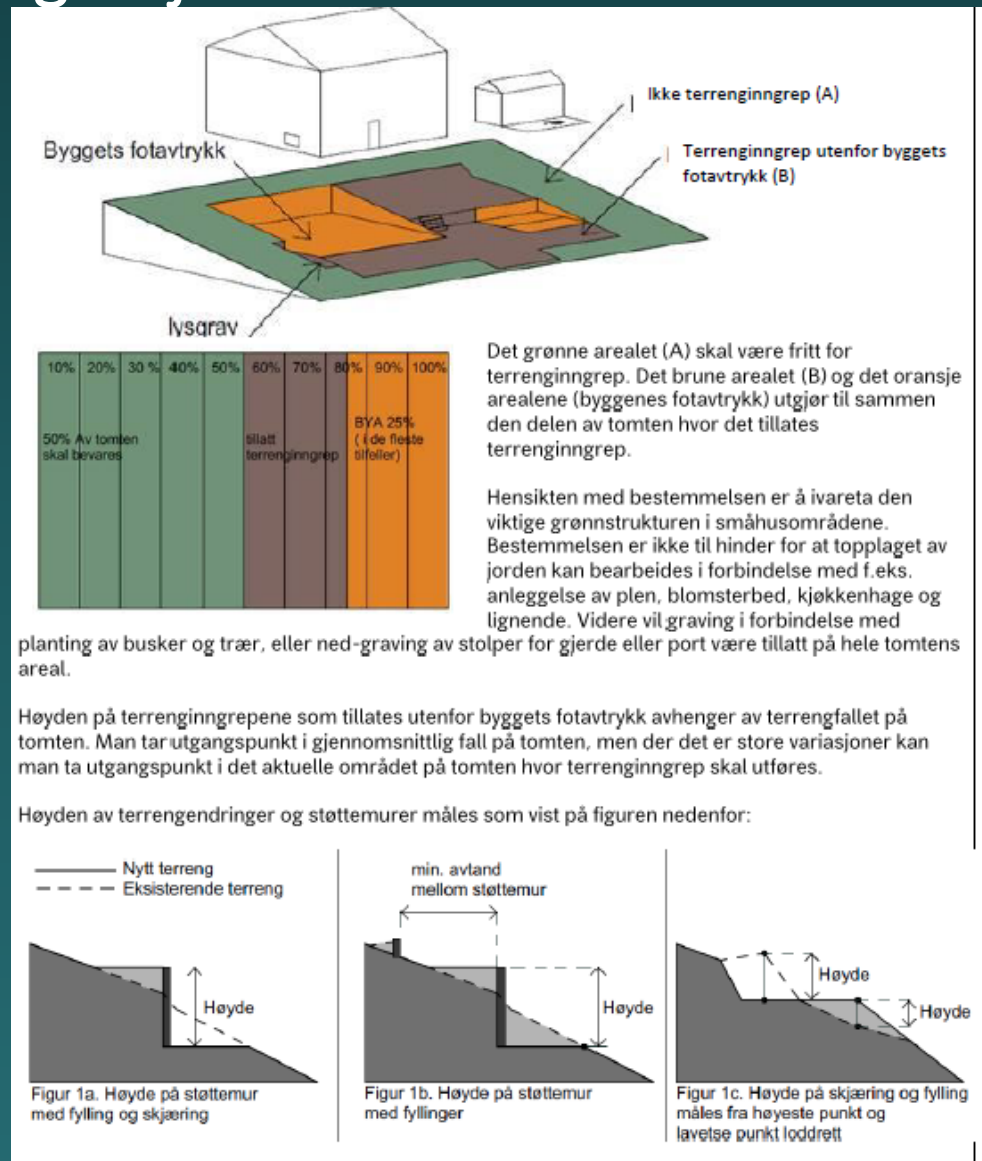 Ikke terrenginngrep (A)
Byggets fotavtrykk
Terrenginngrep utenfor byggets
fotavtrykk (B)
lysgrav
10% 20% 30 % 40% 50% 60% 70% 80% 90% 100%
50% Av tomten
skal bevares
tillatt
terrenginngrep
BYA 25%
( i de fleste
tilfeller)
Det grønne arealet (A) skal være fritt for
terrenginngrep. Det brune arealet (B) og det oransje
arealene (byggenes fotavtrykk) utgjør til sammen
den delen av tomten hvor det tillates
terrenginngrep.
Hensikten med bestemmelsen er å ivareta den
viktige grønnstrukturen i småhusområdene.
Bestemmelsen er ikke til hinder for at topplaget av
jorden kan bearbeides i forbindelse med f.eks.
anleggelse av plen, blomsterbed, kjøkkenhage og
lignende. Videre vil graving i forbindelse med
planting av busker og trær, eller ned-graving av stolper for gjerde eller port være tillatt på hele tomtens
areal.
Høyden på terrenginngrepene som tillates utenfor byggets fotavtrykk avhenger av terrengfallet på
tomten. Man tar utgangspunkt i gjennomsnittlig fall på tomten, men der det er store variasjoner kan
man ta utgangspunkt i det aktuelle området på tomten hvor terrenginngrep skal utføres.
Høyden av terrengendringer og støttemurer måles som vist på figuren nedenfor:
Nytt terreng
Eksisterende terreng
Høyde
Figur 1a. Høyde på støttemur
med fylling og skjæring
min. avtand
mellom støttemur
Høyde
Figur 1b. Høyde på støttemur
med fyllinger
Høyde
Høyde
Figur 1c. Høyde på skjæring og fylling
måles fra høyeste punkt og
lavetse punkt loddrett